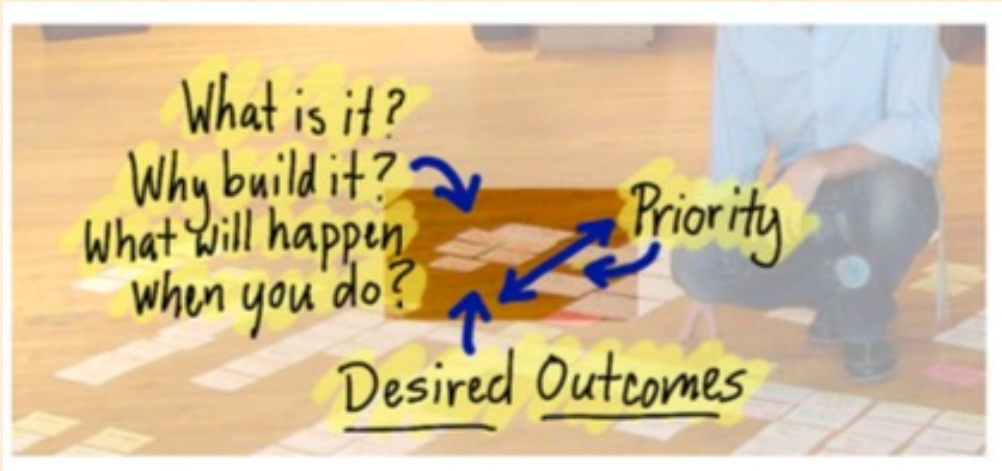 What is it?
Why build it?
What will happen
when you do?
Priority
Desired Outcomes